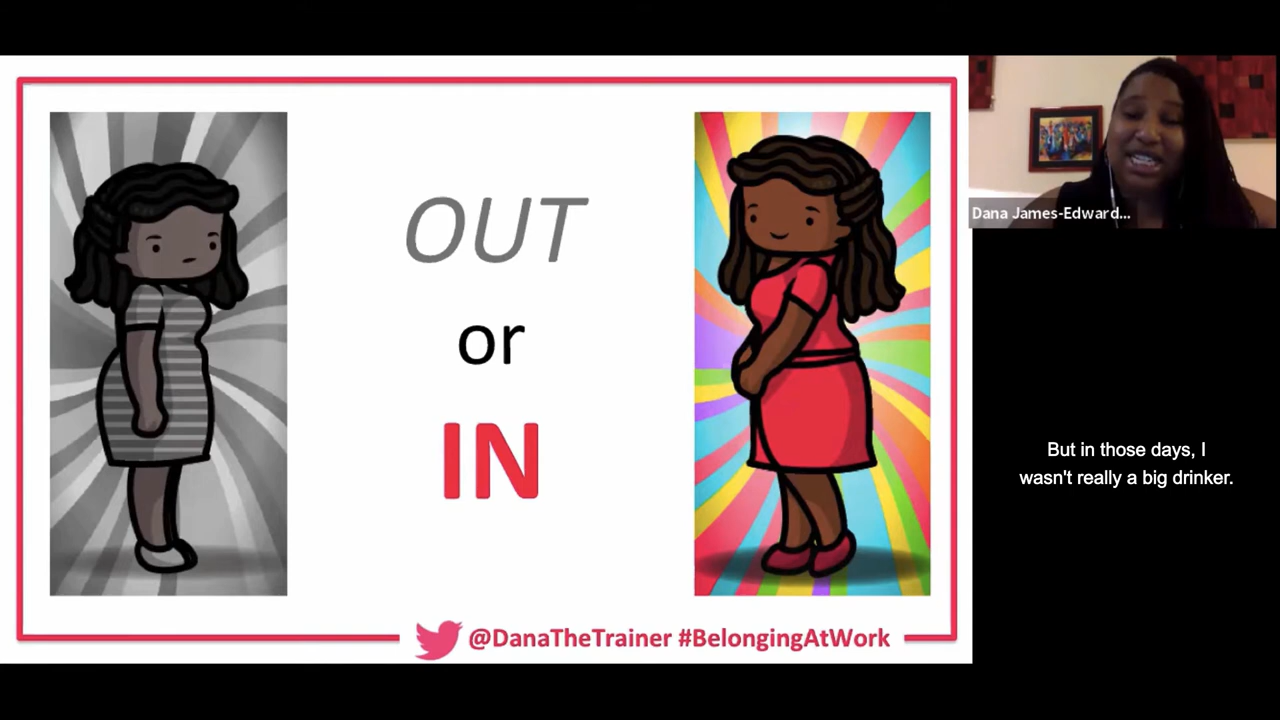 OUT
or
IN
@DanaTheTrainer #BelongingAtWork
Dana James-Edward...
But in those days, I
wasn't really a big drinker.